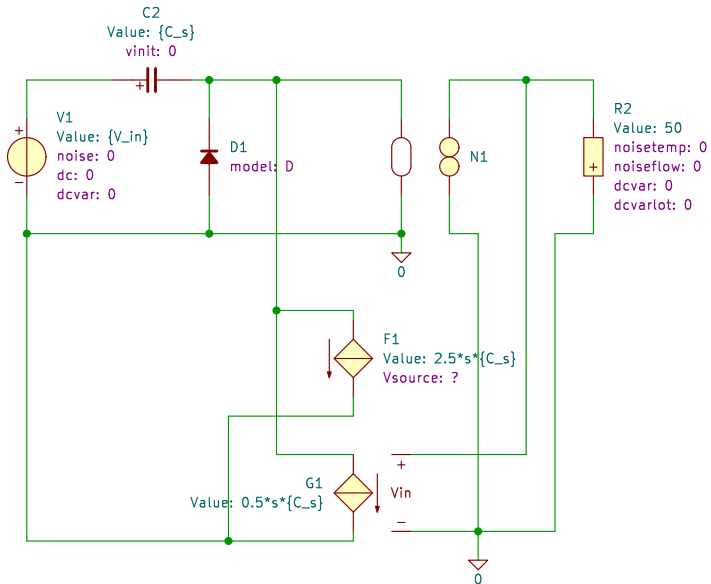 C2
Value: {C_s}
vinit: 0
+
V1
Value: {V_in}
noise: 0
dc: 0
dcvar: 0
+
−
D1
model: D
N1
R2
Value: 50
noisetemp: 0
noiseflow: 0
dcvar: 0
dcvarlot: 0
+
0
F1
Value: 2.5*s*{C_s}
Vsource: ?
G1
Value: 0.5*s*{C_s}
+
Vin
−
0